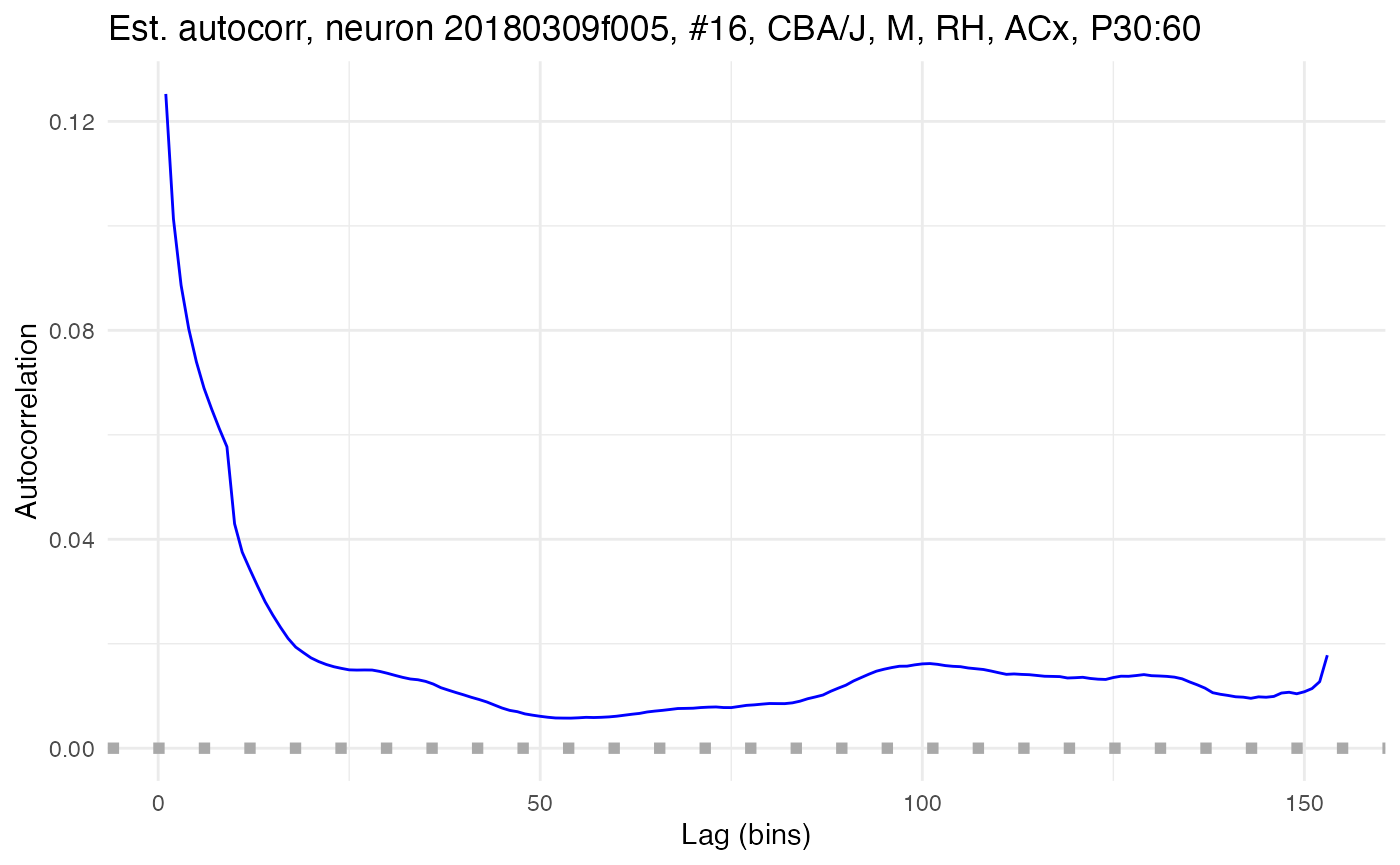 Est. autocorr, neuron 20180309f005, #16, CBA/J, M, RH, ACx, P30:60
0.12
0.08
0.04
0.00
Autocorrelation
0
50
100
150
Lag (bins)